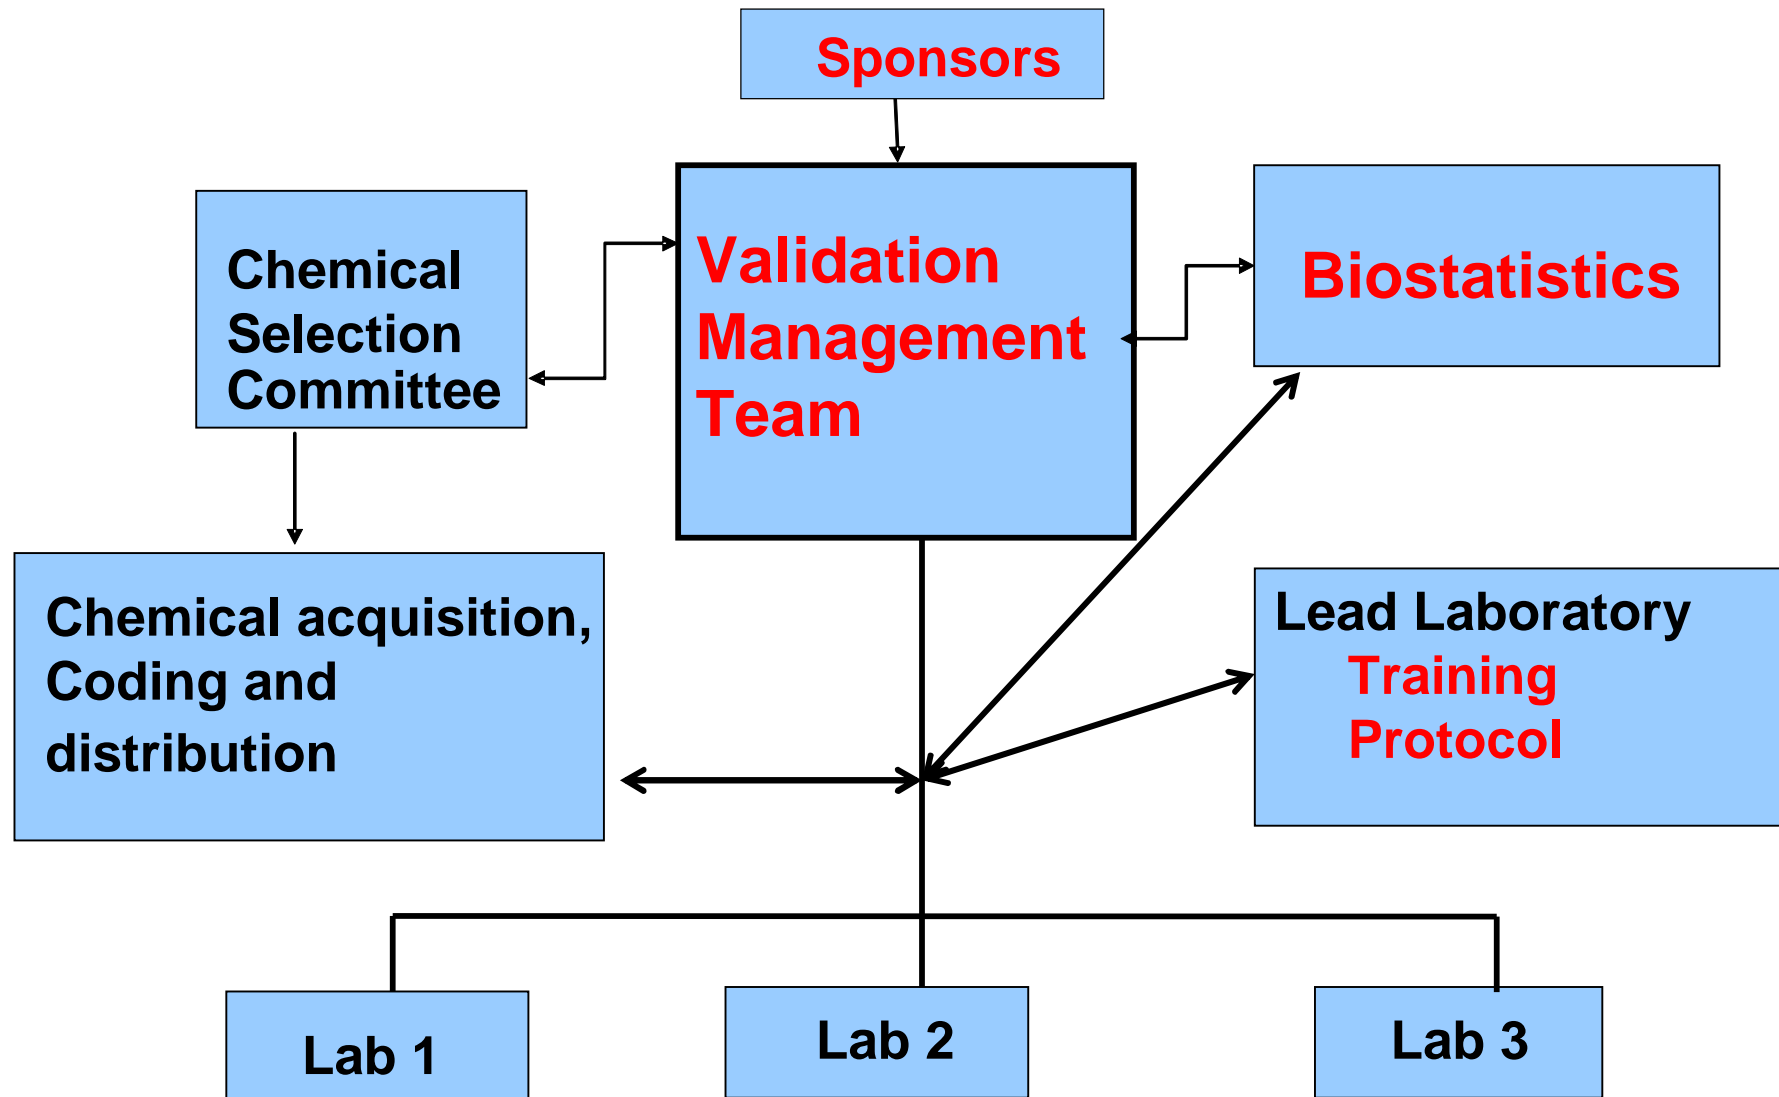 Sponsors
Chemical
Selection
Committee
Validation
Management
Team
Biostatistics
Chemical acquisition,
Coding and
distribution
Lead Laboratory
Training
Protocol
Lab 1
Lab 2
Lab 3